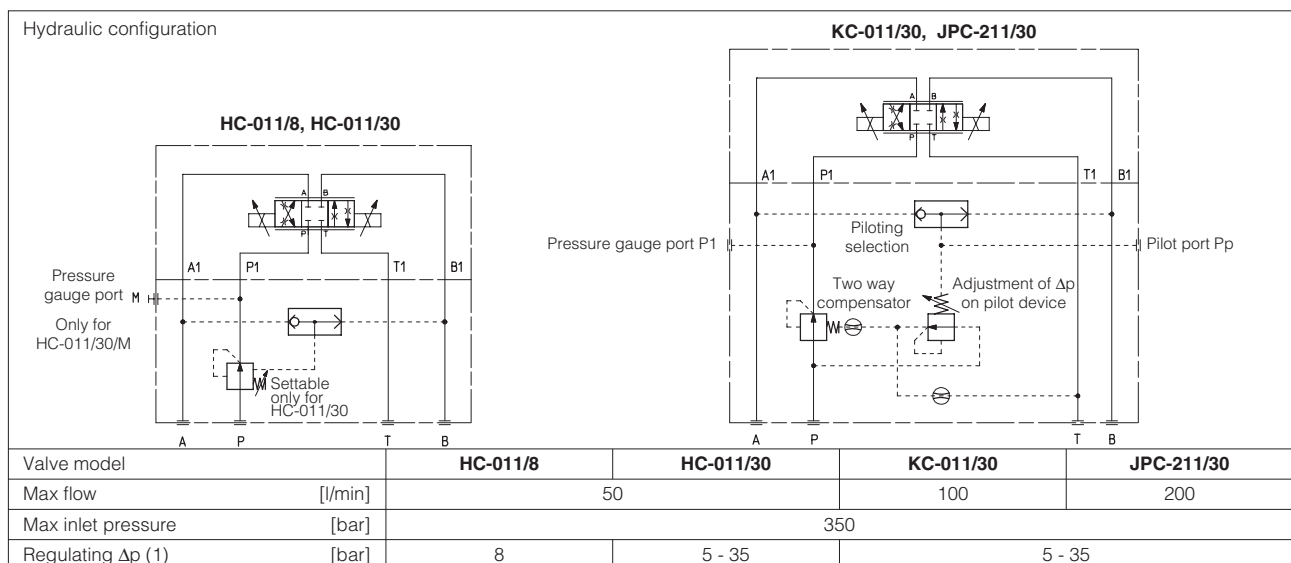 Hydraulic configuration
HC-011/8, HC-011/30
A B
P T
A1 P1 T1 B1
Pressure
gauge port M
Only for
HC-011/30/M
Settable
only for
HC-011/30
A P T B
KC-011/30, JPC-211/30
A B
P T
A1 P1 T1 B1
Piloting
selection
Pressure gauge port P1
Pilot port Pp
Two way
compensator
Adjustment of Δp
on pilot device
A P T B
Valve model HC-011/8 HC-011/30 KC-011/30 JPC-211/30
Max flow [l/min] 50 100 200
Max inlet pressure [bar] 350
Regulating Δp (1) [bar] 8 5 - 35 5 - 35